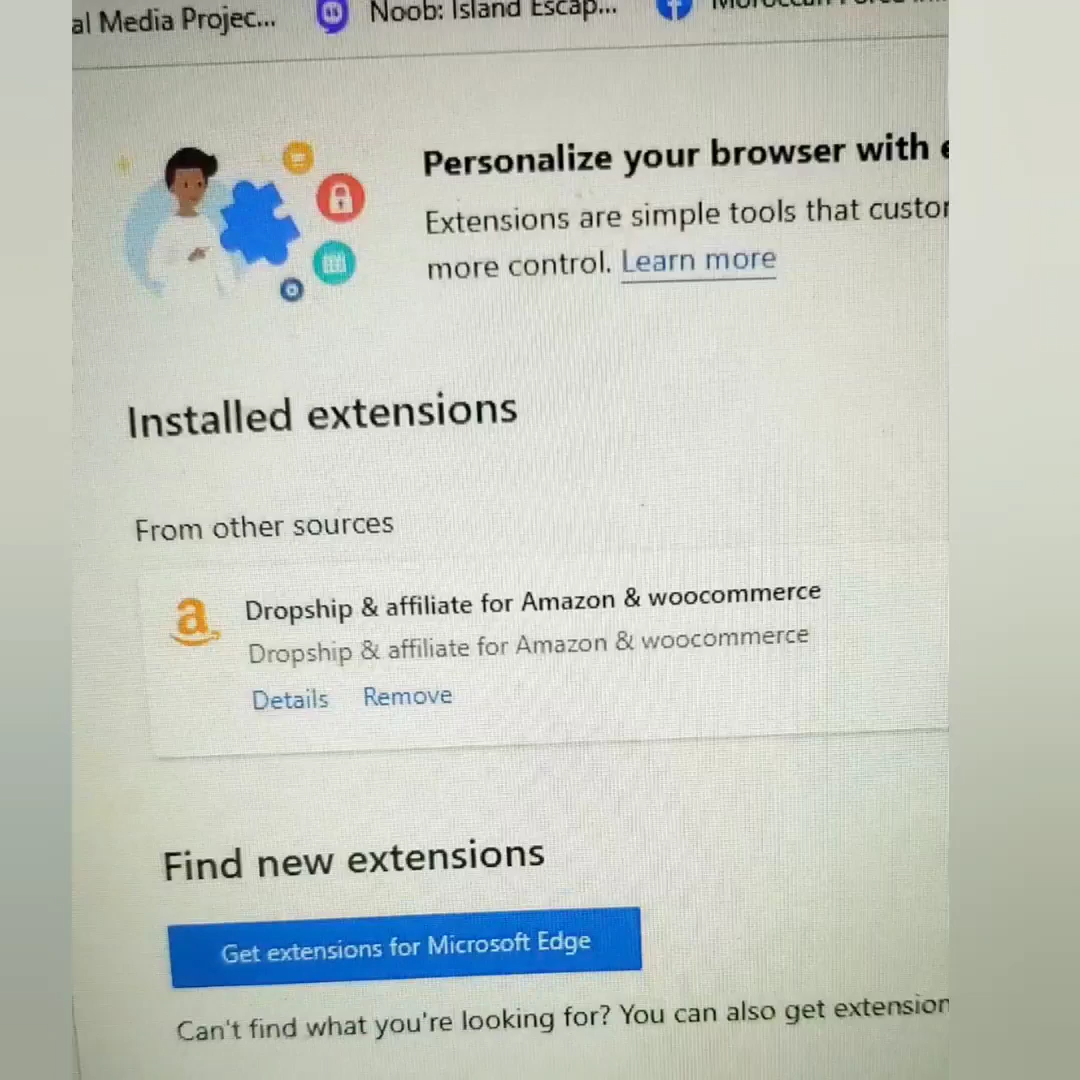 al Media Projec... Noob: Island Escap...
Personalize your browser with
Extensions are simple tools that custor
more control. Learn more
Installed extensions
From other sources
Dropship & affiliate for Amazon & woocommerce
Dropship & affiliate for Amazon & woocommerce
Details Remove
Find new extensions
Get extensions for Microsoft Edge
Can't find what you're looking for? You can also get extension